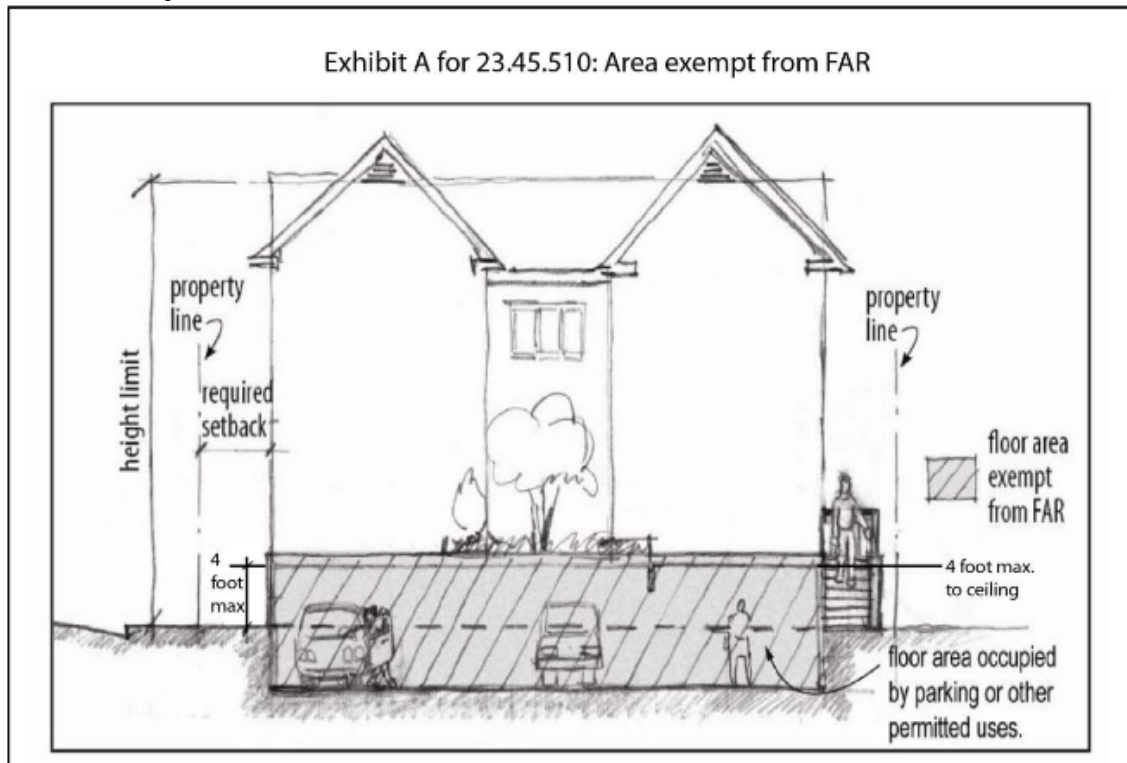 Exhibit A for 23.45.510: Area exempt from FAR
property
line
required
setback
height limit
4
foot
max
property
line
floor area
exempt
from FAR
4 foot max.
to ceiling
floor area occupied
by parking or other
permitted uses.